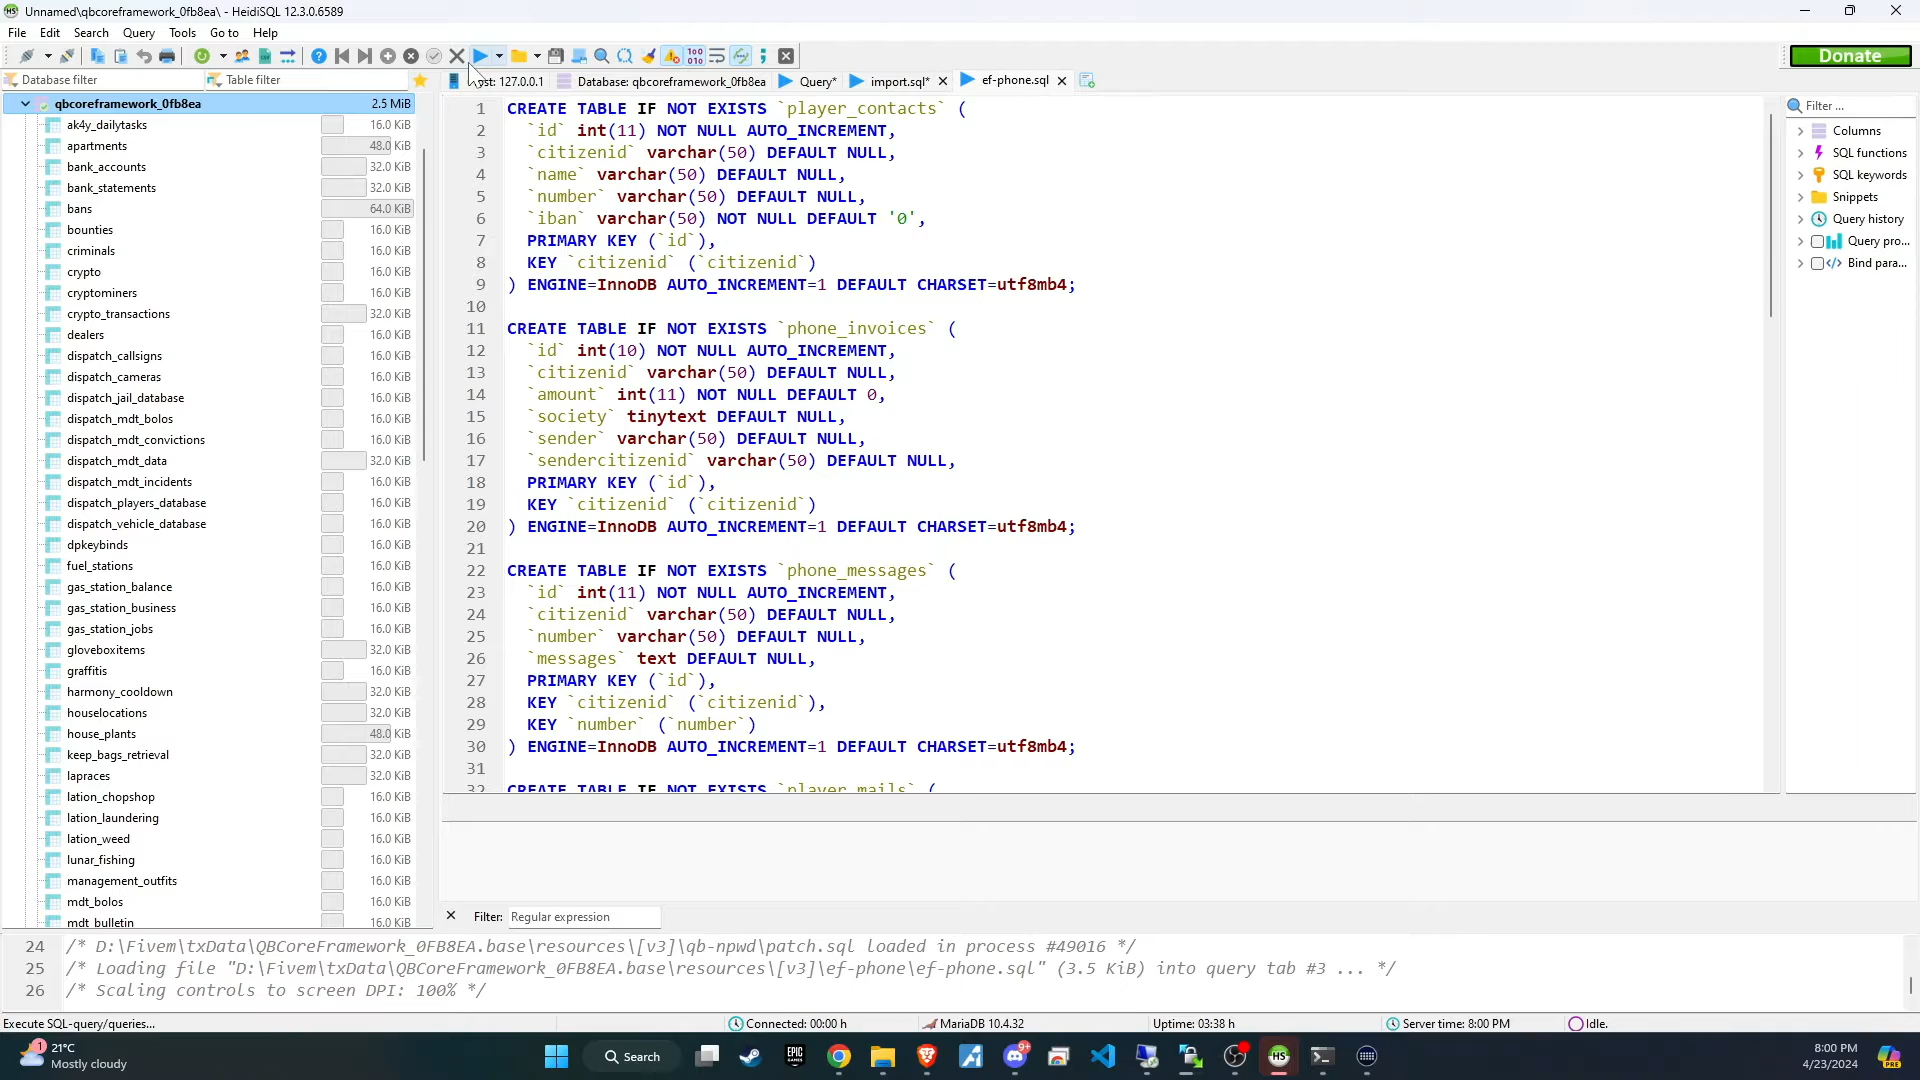 Unnamed\qbcoreframework_0fb8ea\ - HeidiSQL 12.3.0.6589
File Edit Search Query Tools Go to Help
Donate
Database filter
Table filter
127.0.0.1
Database: qbcoreframework_0fb8ea
Query*
import.sql*
ef-phone.sql
qbcoreframework_0fb8ea 2.5 MiB
ak4y_dailytasks 16.0 KiB
apartments 48.0 KiB
bank_accounts 32.0 KiB
bank_statements 32.0 KiB
bans 64.0 KiB
bounties 16.0 KiB
criminals 16.0 KiB
crypto 16.0 KiB
cryptominers 16.0 KiB
crypto_transactions 32.0 KiB
dealers 16.0 KiB
dispatch_callsigns 16.0 KiB
dispatch_cameras 16.0 KiB
dispatch_jail_database 16.0 KiB
dispatch_mdt_bolos 16.0 KiB
dispatch_mdt_convictions 16.0 KiB
dispatch_mdt_data 32.0 KiB
dispatch_mdt_incidents 16.0 KiB
dispatch_players_database 16.0 KiB
dispatch_vehicle_database 16.0 KiB
dpkeybinds 16.0 KiB
fuel_stations 16.0 KiB
gas_station_balance 16.0 KiB
gas_station_business 16.0 KiB
gas_station_jobs 16.0 KiB
gloveboxitems 32.0 KiB
graffitis 16.0 KiB
harmony_cooldown 32.0 KiB
houselocations 32.0 KiB
house_plants 48.0 KiB
keep_bags_retrieval 32.0 KiB
lapraces 32.0 KiB
lation_chopshop 16.0 KiB
lation_laundering 16.0 KiB
lation_weed 16.0 KiB
lunar_fishing 16.0 KiB
management_outfits 16.0 KiB
mdt_bolos 16.0 KiB
mdt_bulletin 16.0 KiB
1 CREATE TABLE IF NOT EXISTS `player_contacts` (
2 `id` int(11) NOT NULL AUTO_INCREMENT,
3 `citizenid` varchar(50) DEFAULT NULL,
4 `name` varchar(50) DEFAULT NULL,
5 `number` varchar(50) DEFAULT NULL,
6 `iban` varchar(50) NOT NULL DEFAULT '0',
7 PRIMARY KEY (`id`),
8 KEY `citizenid` (`citizenid`)
9 ) ENGINE=InnoDB AUTO_INCREMENT=1 DEFAULT CHARSET=utf8mb4;
10
11 CREATE TABLE IF NOT EXISTS `phone_invoices` (
12 `id` int(10) NOT NULL AUTO_INCREMENT,
13 `citizenid` varchar(50) DEFAULT NULL,
14 `amount` int(11) NOT NULL DEFAULT 0,
15 `society` tinytext DEFAULT NULL,
16 `sender` varchar(50) DEFAULT NULL,
17 `sendercitizenid` varchar(50) DEFAULT NULL,
18 PRIMARY KEY (`id`),
19 KEY `citizenid` (`citizenid`)
20 ) ENGINE=InnoDB AUTO_INCREMENT=1 DEFAULT CHARSET=utf8mb4;
21
22 CREATE TABLE IF NOT EXISTS `phone_messages` (
23 `id` int(11) NOT NULL AUTO_INCREMENT,
24 `citizenid` varchar(50) DEFAULT NULL,
25 `number` varchar(50) DEFAULT NULL,
26 `messages` text DEFAULT NULL,
27 PRIMARY KEY (`id`),
28 KEY `citizenid` (`citizenid`),
29 KEY `number` (`number`)
30 ) ENGINE=InnoDB AUTO_INCREMENT=1 DEFAULT CHARSET=utf8mb4;
31
32 CREATE TABLE IF NOT EXISTS `player_mails` (
Filter ...
Columns
SQL functions
SQL keywords
Snippets
Query history
Query pro...
Bind para...
Filter: Regular expression
24 /* D:\Fivem\txData\QBCoreFramework_0FB8EA.base\resources\[v3]\qb-npwd\patch.sql loaded in process #49016 */
25 /* Loading file "D:\Fivem\txData\QBCoreFramework_0FB8EA.base\resources\[v3]\ef-phone\ef-phone.sql" (3.5 KiB) into query tab #3 ... */
26 /* Scaling controls to screen DPI: 100% */
Execute SQL-query/queries...
Connected: 00:00 h
MariaDB 10.4.32
Uptime: 03:38 h
Server time: 8:00 PM
Idle.
21°C
Mostly cloudy
Search
8:00 PM
4/23/2024